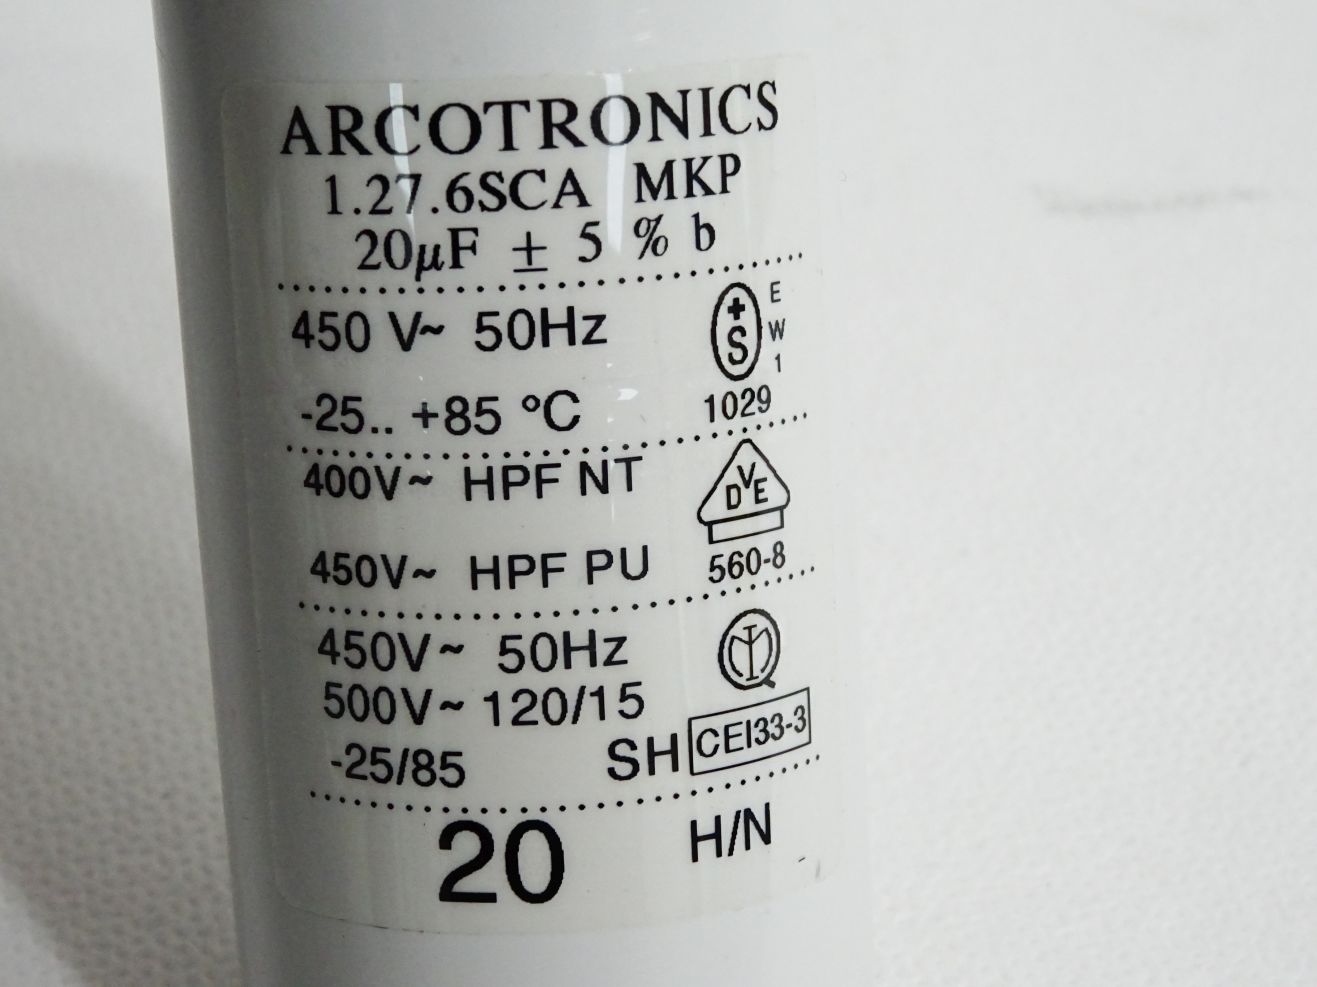 ARCOTRONICS
1.27.6SCA MKP
20µF ± 5 % b
450 V~ 50Hz
+
S
E
W
1
-25.. +85 °C
1029
400V~ HPF NT
DVE
450V~ HPF PU
560-8
450V~ 50Hz
500V~ 120/15
-25/85
SH CEI33-3
20
H/N